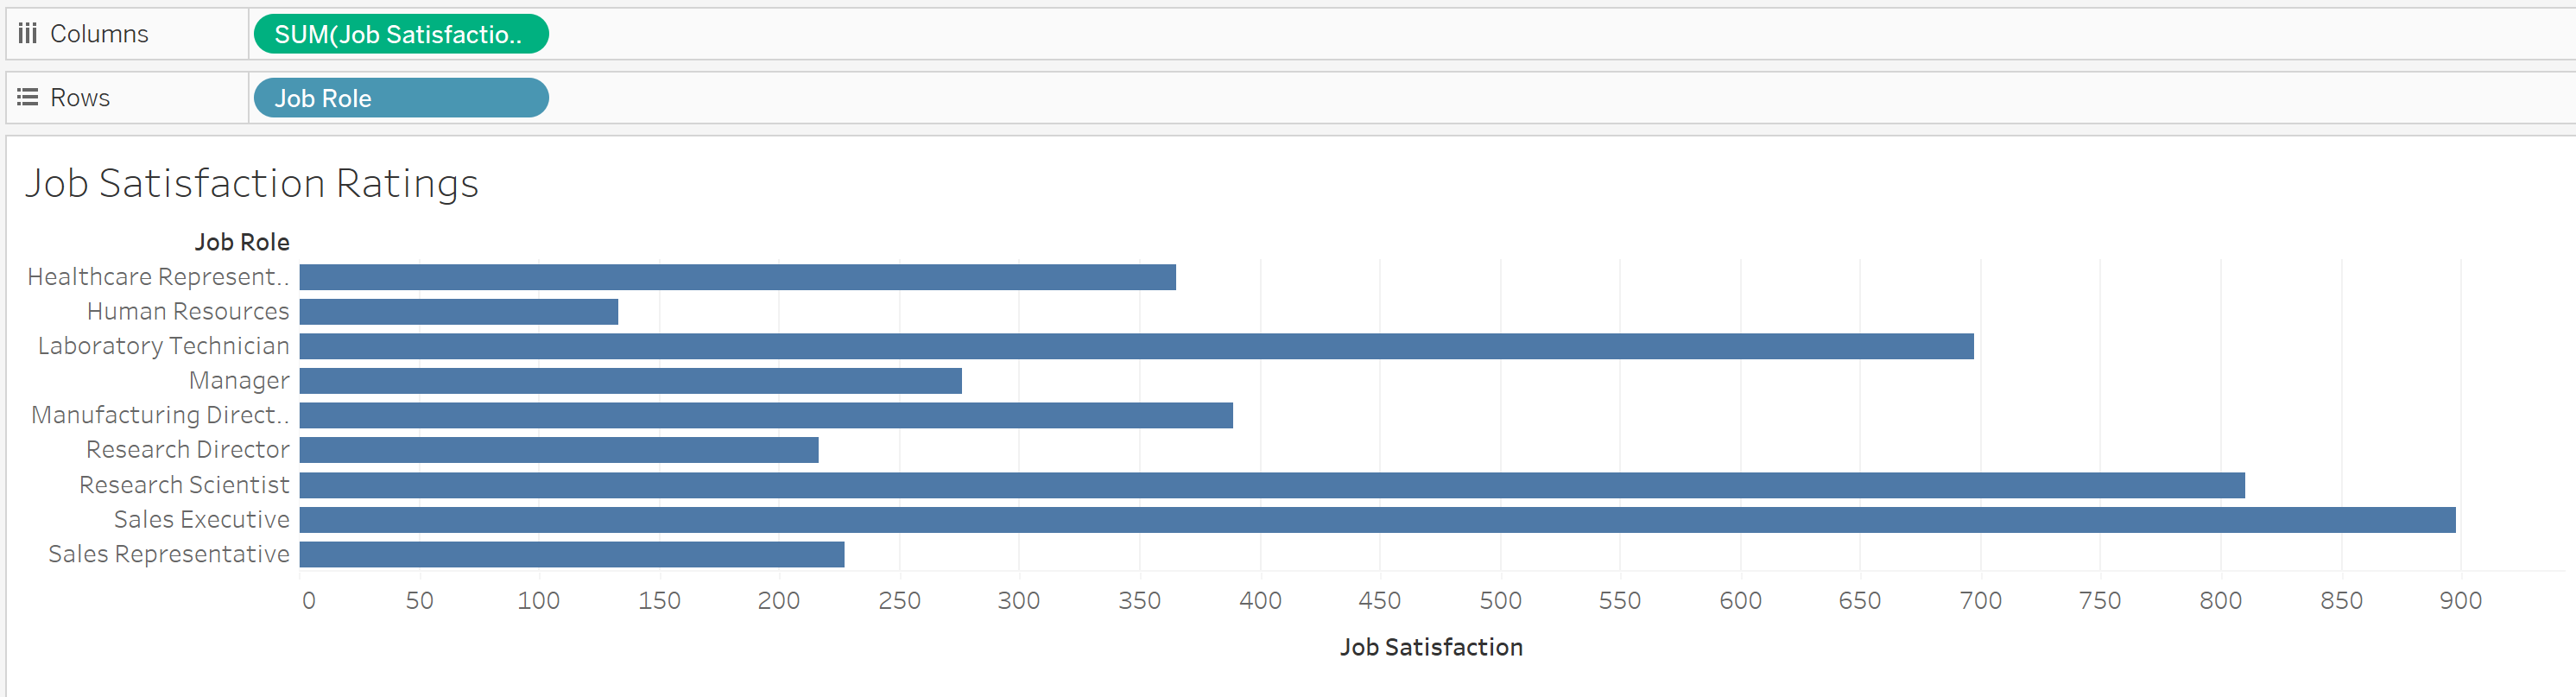 Columns SUM(Job Satisfactio..
Rows Job Role
Job Satisfaction Ratings
Job Role
Healthcare Represent..
Human Resources
Laboratory Technician
Manager
Manufacturing Direct..
Research Director
Research Scientist
Sales Executive
Sales Representative
0 50 100 150 200 250 300 350 400 450 500 550 600 650 700 750 800 850 900
Job Satisfaction